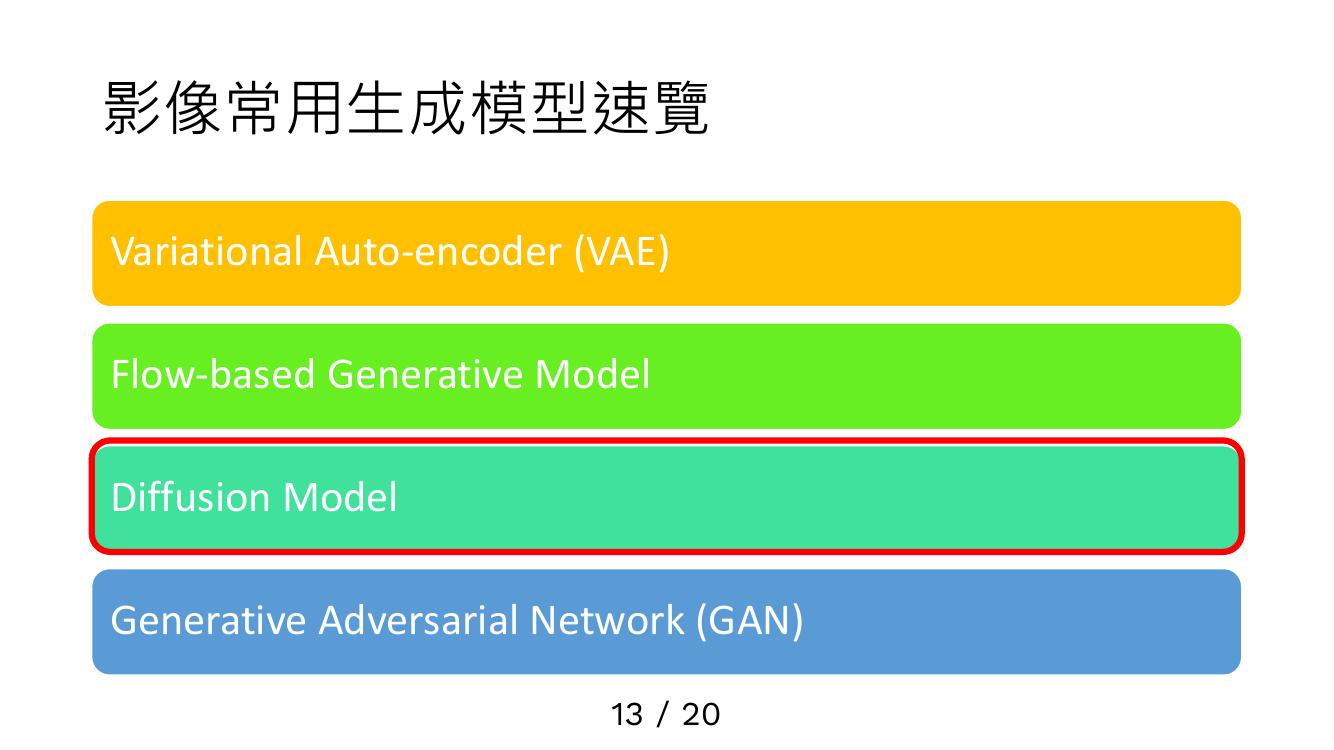 影像常用生成模型速覽
Variational Auto-encoder (VAE)
Flow-based Generative Model
Diffusion Model
Generative Adversarial Network (GAN)
13 / 20